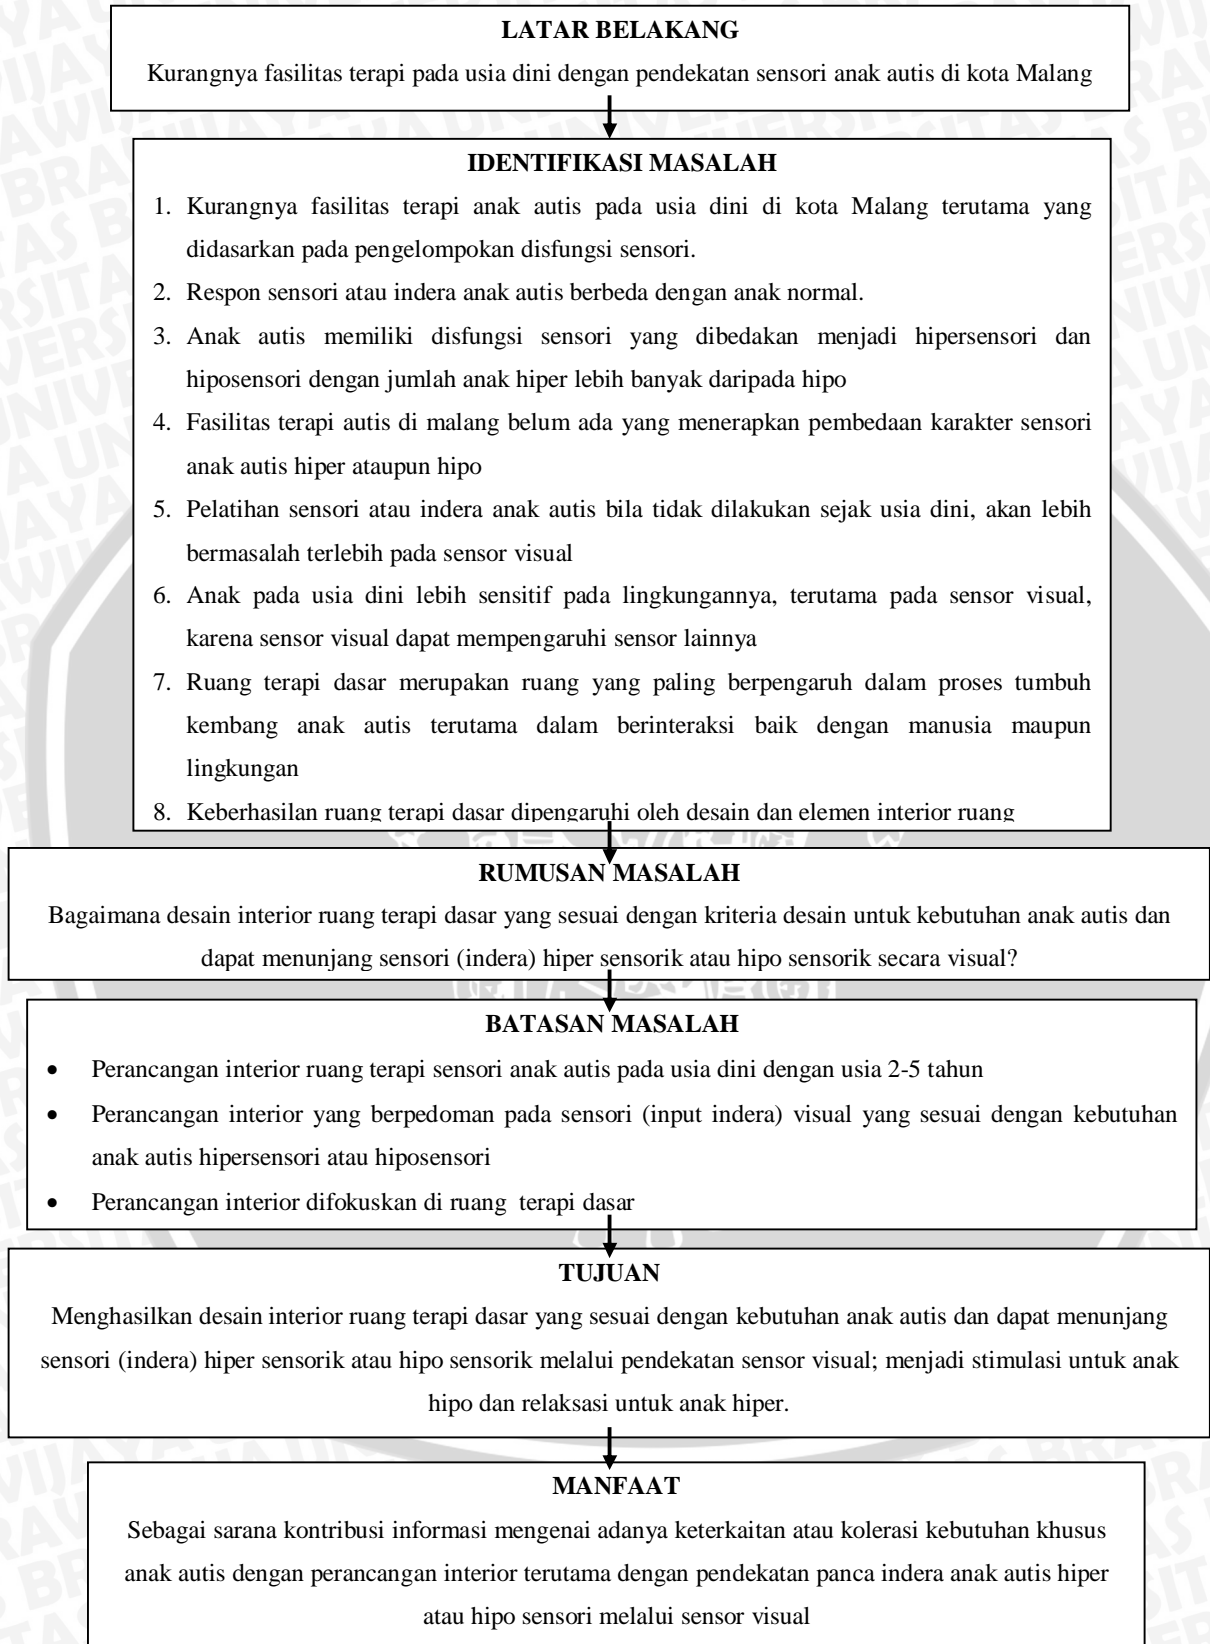 LATAR BELAKANG
Kurangnya fasilitas terapi pada usia dini dengan pendekatan sensori anak autis di kota Malang
IDENTIFIKASI MASALAH
1. Kurangnya fasilitas terapi anak autis pada usia dini di kota Malang terutama yang
didasarkan pada pengelompokan disfungsi sensori.
2. Respon sensori atau indera anak autis berbeda dengan anak normal.
3. Anak autis memiliki disfungsi sensori yang dibedakan menjadi hipersensori dan
hiposensori dengan jumlah anak hiper lebih banyak daripada hipo
4. Fasilitas terapi autis di malang belum ada yang menerapkan pembedaan karakter sensori
anak autis hiper ataupun hipo
5. Pelatihan sensori atau indera anak autis bila tidak dilakukan sejak usia dini, akan lebih
bermasalah terlebih pada sensor visual
6. Anak pada usia dini lebih sensitif pada lingkungannya, terutama pada sensor visual,
karena sensor visual dapat mempengaruhi sensor lainnya
7. Ruang terapi dasar merupakan ruang yang paling berpengaruh dalam proses tumbuh
kembang anak autis terutama dalam berinteraksi baik dengan manusia maupun
lingkungan
8. Keberhasilan ruang terapi dasar dipengaruhi oleh desain dan elemen interior ruang
RUMUSAN MASALAH
Bagaimana desain interior ruang terapi dasar yang sesuai dengan kriteria desain untuk kebutuhan anak autis dan
dapat menunjang sensori (indera) hiper sensorik atau hipo sensorik secara visual?
BATASAN MASALAH
• Perancangan interior ruang terapi sensori anak autis pada usia dini dengan usia 2-5 tahun
• Perancangan interior yang berpedoman pada sensori (input indera) visual yang sesuai dengan kebutuhan
anak autis hipersensori atau hiposensori
• Perancangan interior difokuskan di ruang terapi dasar
TUJUAN
Menghasilkan desain interior ruang terapi dasar yang sesuai dengan kebutuhan anak autis dan dapat menunjang
sensori (indera) hiper sensorik atau hipo sensorik melalui pendekatan sensor visual; menjadi stimulasi untuk anak
hipo dan relaksasi untuk anak hiper.
MANFAAT
Sebagai sarana kontribusi informasi mengenai adanya keterkaitan atau kolerasi kebutuhan khusus
anak autis dengan perancangan interior terutama dengan pendekatan panca indera anak autis hiper
atau hipo sensori melalui sensor visual